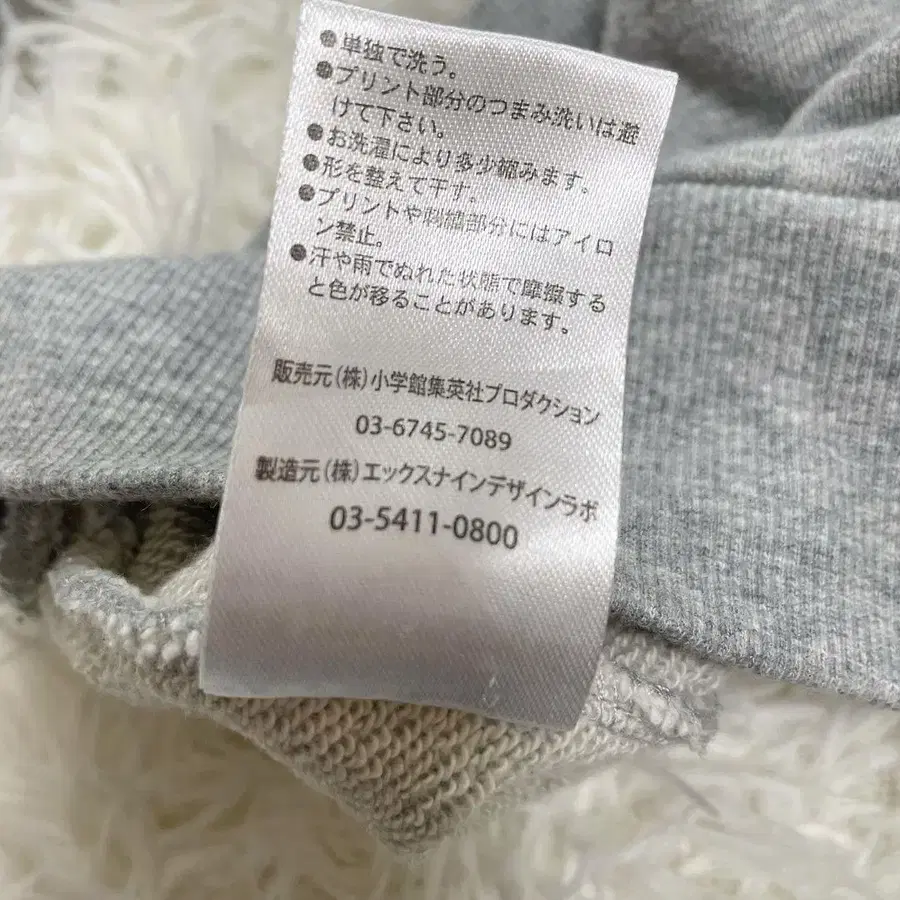 ●単独で洗う。
●プリント部分のつまみ洗いは避
けて下さい。
●お洗濯により多少縮みます。
●形を整えて干す。
●プリントや刺繍部分にはアイロ
ン禁止。
●汗や雨でぬれた状態で摩擦する
と色が移ることがあります。
販売元(株)小学館集英社プロダクション
03-6745-7089
製造元(株)エックスナインデザインラボ
03-5411-0800